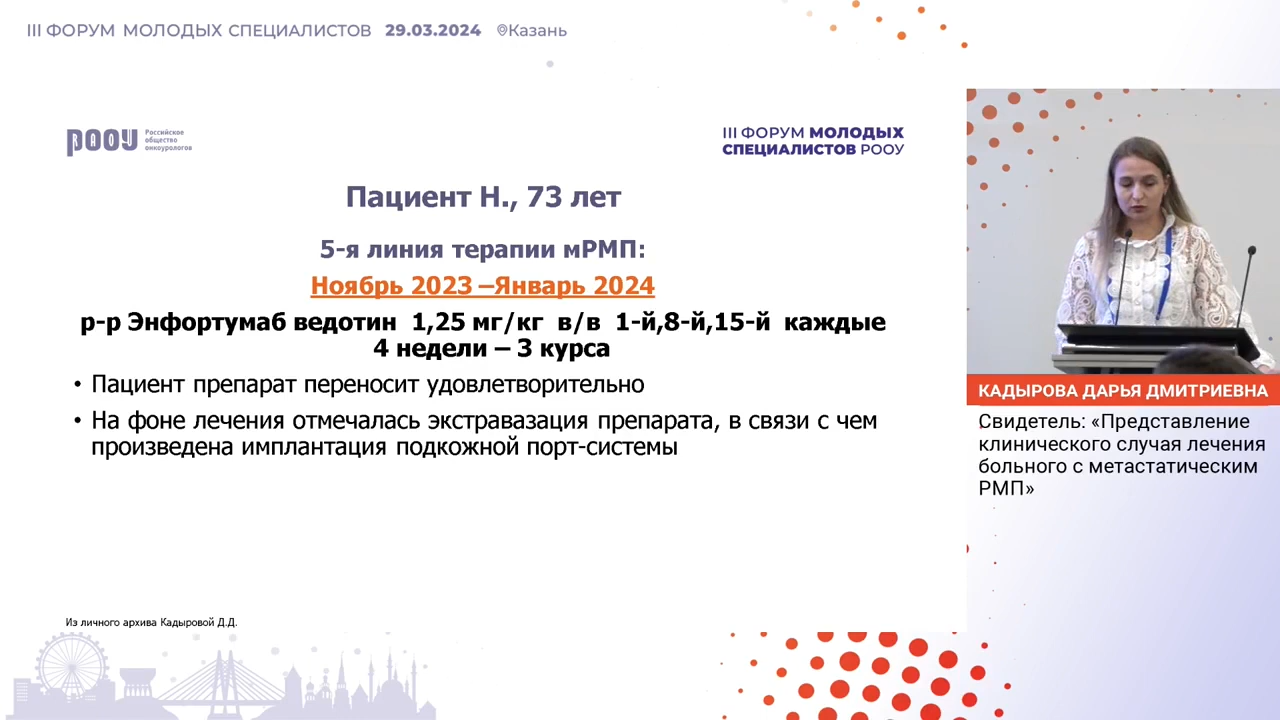 III ФОРУМ МОЛОДЫХ СПЕЦИАЛИСТОВ 29.03.2024 Казань
РООУ Российское
общество
онкоурологов
III ФОРУМ МОЛОДЫХ
СПЕЦИАЛИСТОВ РООУ
Пациент Н., 73 лет
5-я линия терапии мРМП:
Ноябрь 2023 –Январь 2024
р-р Энфортумаб ведотин 1,25 мг/кг в/в 1-й,8-й,15-й каждые
4 недели – 3 курса
• Пациент препарат переносит удовлетворительно
• На фоне лечения отмечалась экстравазация препарата, в связи с чем
произведена имплантация подкожной порт-системы
Из личного архива Кадыровой Д.Д.
КАДЫРОВА ДАРЬЯ ДМИТРИЕВНА
Свидетель: «Представление
клинического случая лечения
больного с метастатическим
РМП»